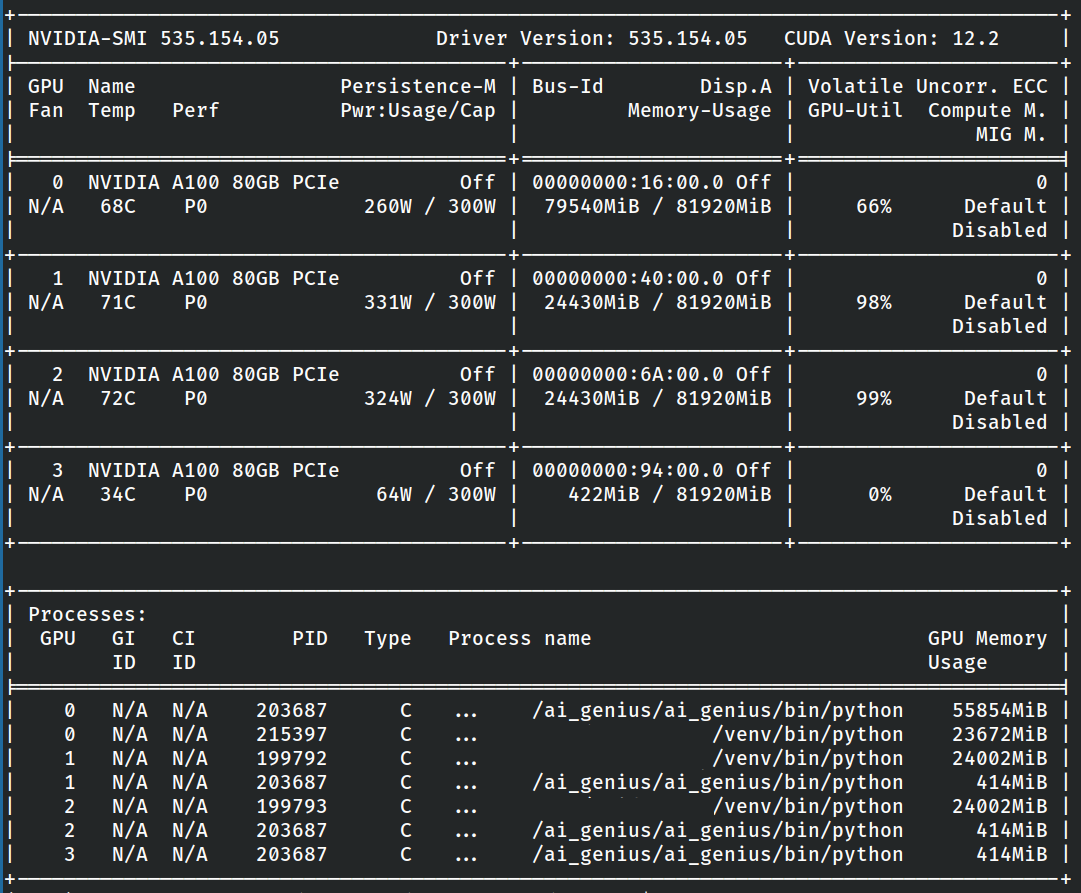 NVIDIA-SMI 535.154.05 Driver Version: 535.154.05 CUDA Version: 12.2
GPU Name Persistence-M | Bus-Id Disp.A | Volatile Uncorr. ECC
Fan Temp Perf Pwr:Usage/Cap | Memory-Usage | GPU-Util Compute M.
MIG M.
0 NVIDIA A100 80GB PCIe Off | 00000000:16:00.0 Off | 0
N/A 68C P0 260W / 300W | 79540MiB / 81920MiB | 66% Default
Disabled
1 NVIDIA A100 80GB PCIe Off | 00000000:40:00.0 Off | 0
N/A 71C P0 331W / 300W | 24430MiB / 81920MiB | 98% Default
Disabled
2 NVIDIA A100 80GB PCIe Off | 00000000:6A:00.0 Off | 0
N/A 72C P0 324W / 300W | 24430MiB / 81920MiB | 99% Default
Disabled
3 NVIDIA A100 80GB PCIe Off | 00000000:94:00.0 Off | 0
N/A 34C P0 64W / 300W | 422MiB / 81920MiB | 0% Default
Disabled
Processes:
GPU GI CI PID Type Process name GPU Memory
ID ID Usage
0 N/A N/A 203687 C ... /ai_genius/ai_genius/bin/python 55854MiB
0 N/A N/A 215397 C ... /venv/bin/python 23672MiB
1 N/A N/A 199792 C ... /venv/bin/python 24002MiB
1 N/A N/A 203687 C ... /ai_genius/ai_genius/bin/python 414MiB
2 N/A N/A 199793 C ... /venv/bin/python 24002MiB
2 N/A N/A 203687 C ... /ai_genius/ai_genius/bin/python 414MiB
3 N/A N/A 203687 C ... /ai_genius/ai_genius/bin/python 414MiB